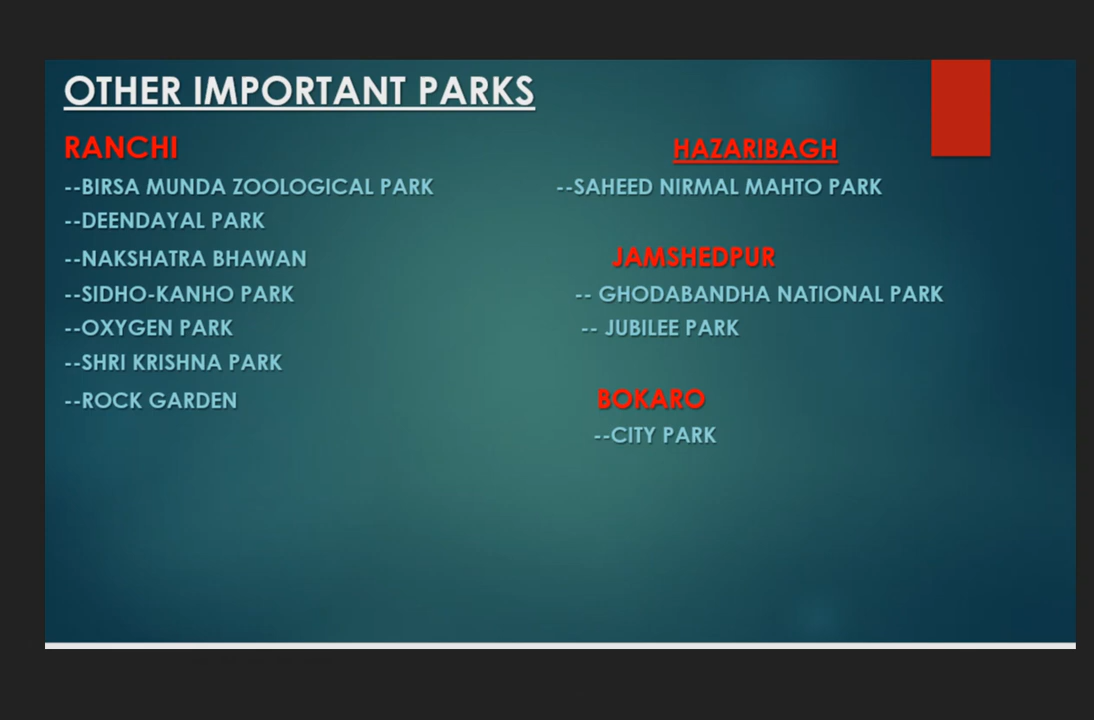 OTHER IMPORTANT PARKS
RANCHI
--BIRSA MUNDA ZOOLOGICAL PARK
--DEENDAYAL PARK
--NAKSHATRA BHAWAN
--SIDHO-KANHO PARK
--OXYGEN PARK
--SHRI KRISHNA PARK
--ROCK GARDEN
HAZARIBAGH
--SAHEED NIRMAL MAHTO PARK
JAMSHEDPUR
-- GHODABANDHA NATIONAL PARK
-- JUBILEE PARK
BOKARO
--CITY PARK